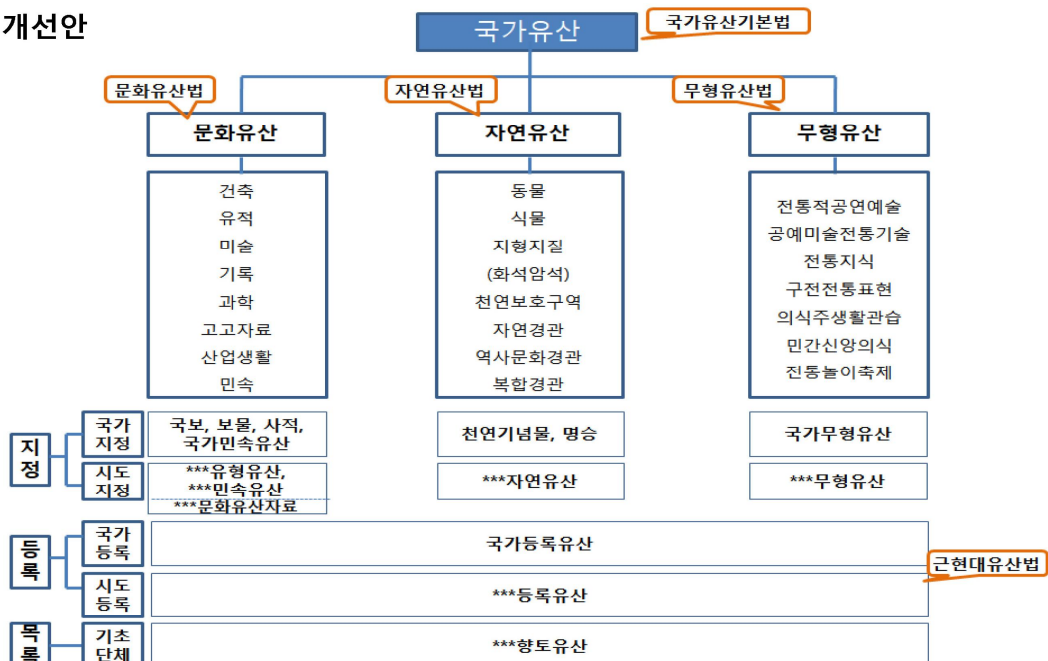 개선안
국가유산
국가유산기본법
문화유산법
자연유산법
무형유산법
문화유산
자연유산
무형유산
건축
유적
미술
기록
과학
고고자료
산업생활
민속
동물
식물
지형지질
(화석암석)
천연보호구역
자연경관
역사문화경관
복합경관
전통적공연예술
공예미술전통기술
전통지식
구전전통표현
의식주생활관습
민간신앙의식
전통놀이축제
지정
국가
지정
국보, 보물, 사적,
국가민속유산
천연기념물, 명승
국가무형유산
시도
지정
***유형유산,
***민속유산
***문화유산자료
***자연유산
***무형유산
등록
국가
등록
국가등록유산
근현대유산법
시도
등록
***등록유산
목록
기초
단체
***향토유산